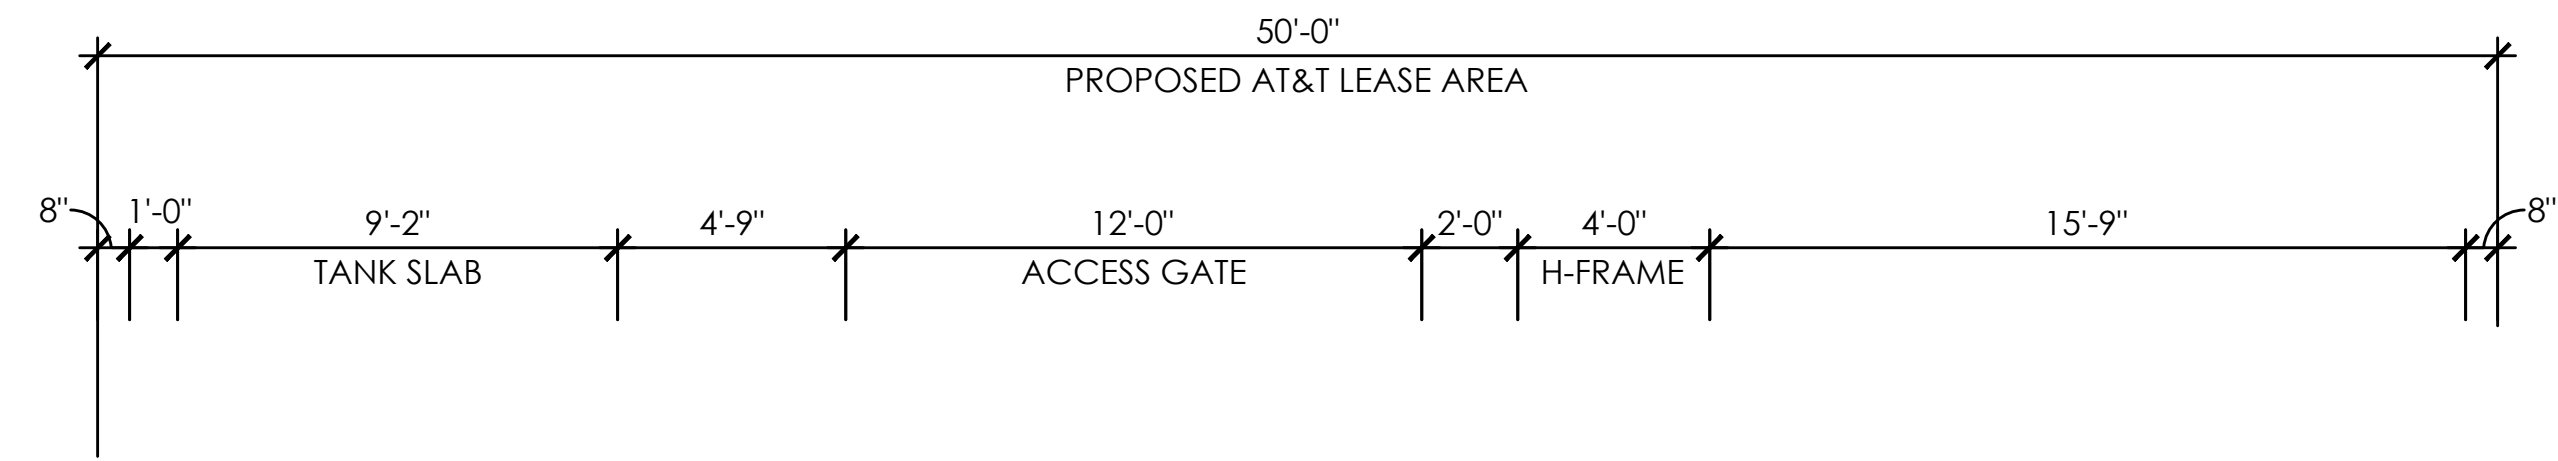 50'-0"
PROPOSED AT&T LEASE AREA
8" 1'-0" 9'-2" 4'-9" 12'-0" 2'-0" 4'-0" 15'-9" 8"
TANK SLAB ACCESS GATE H-FRAME